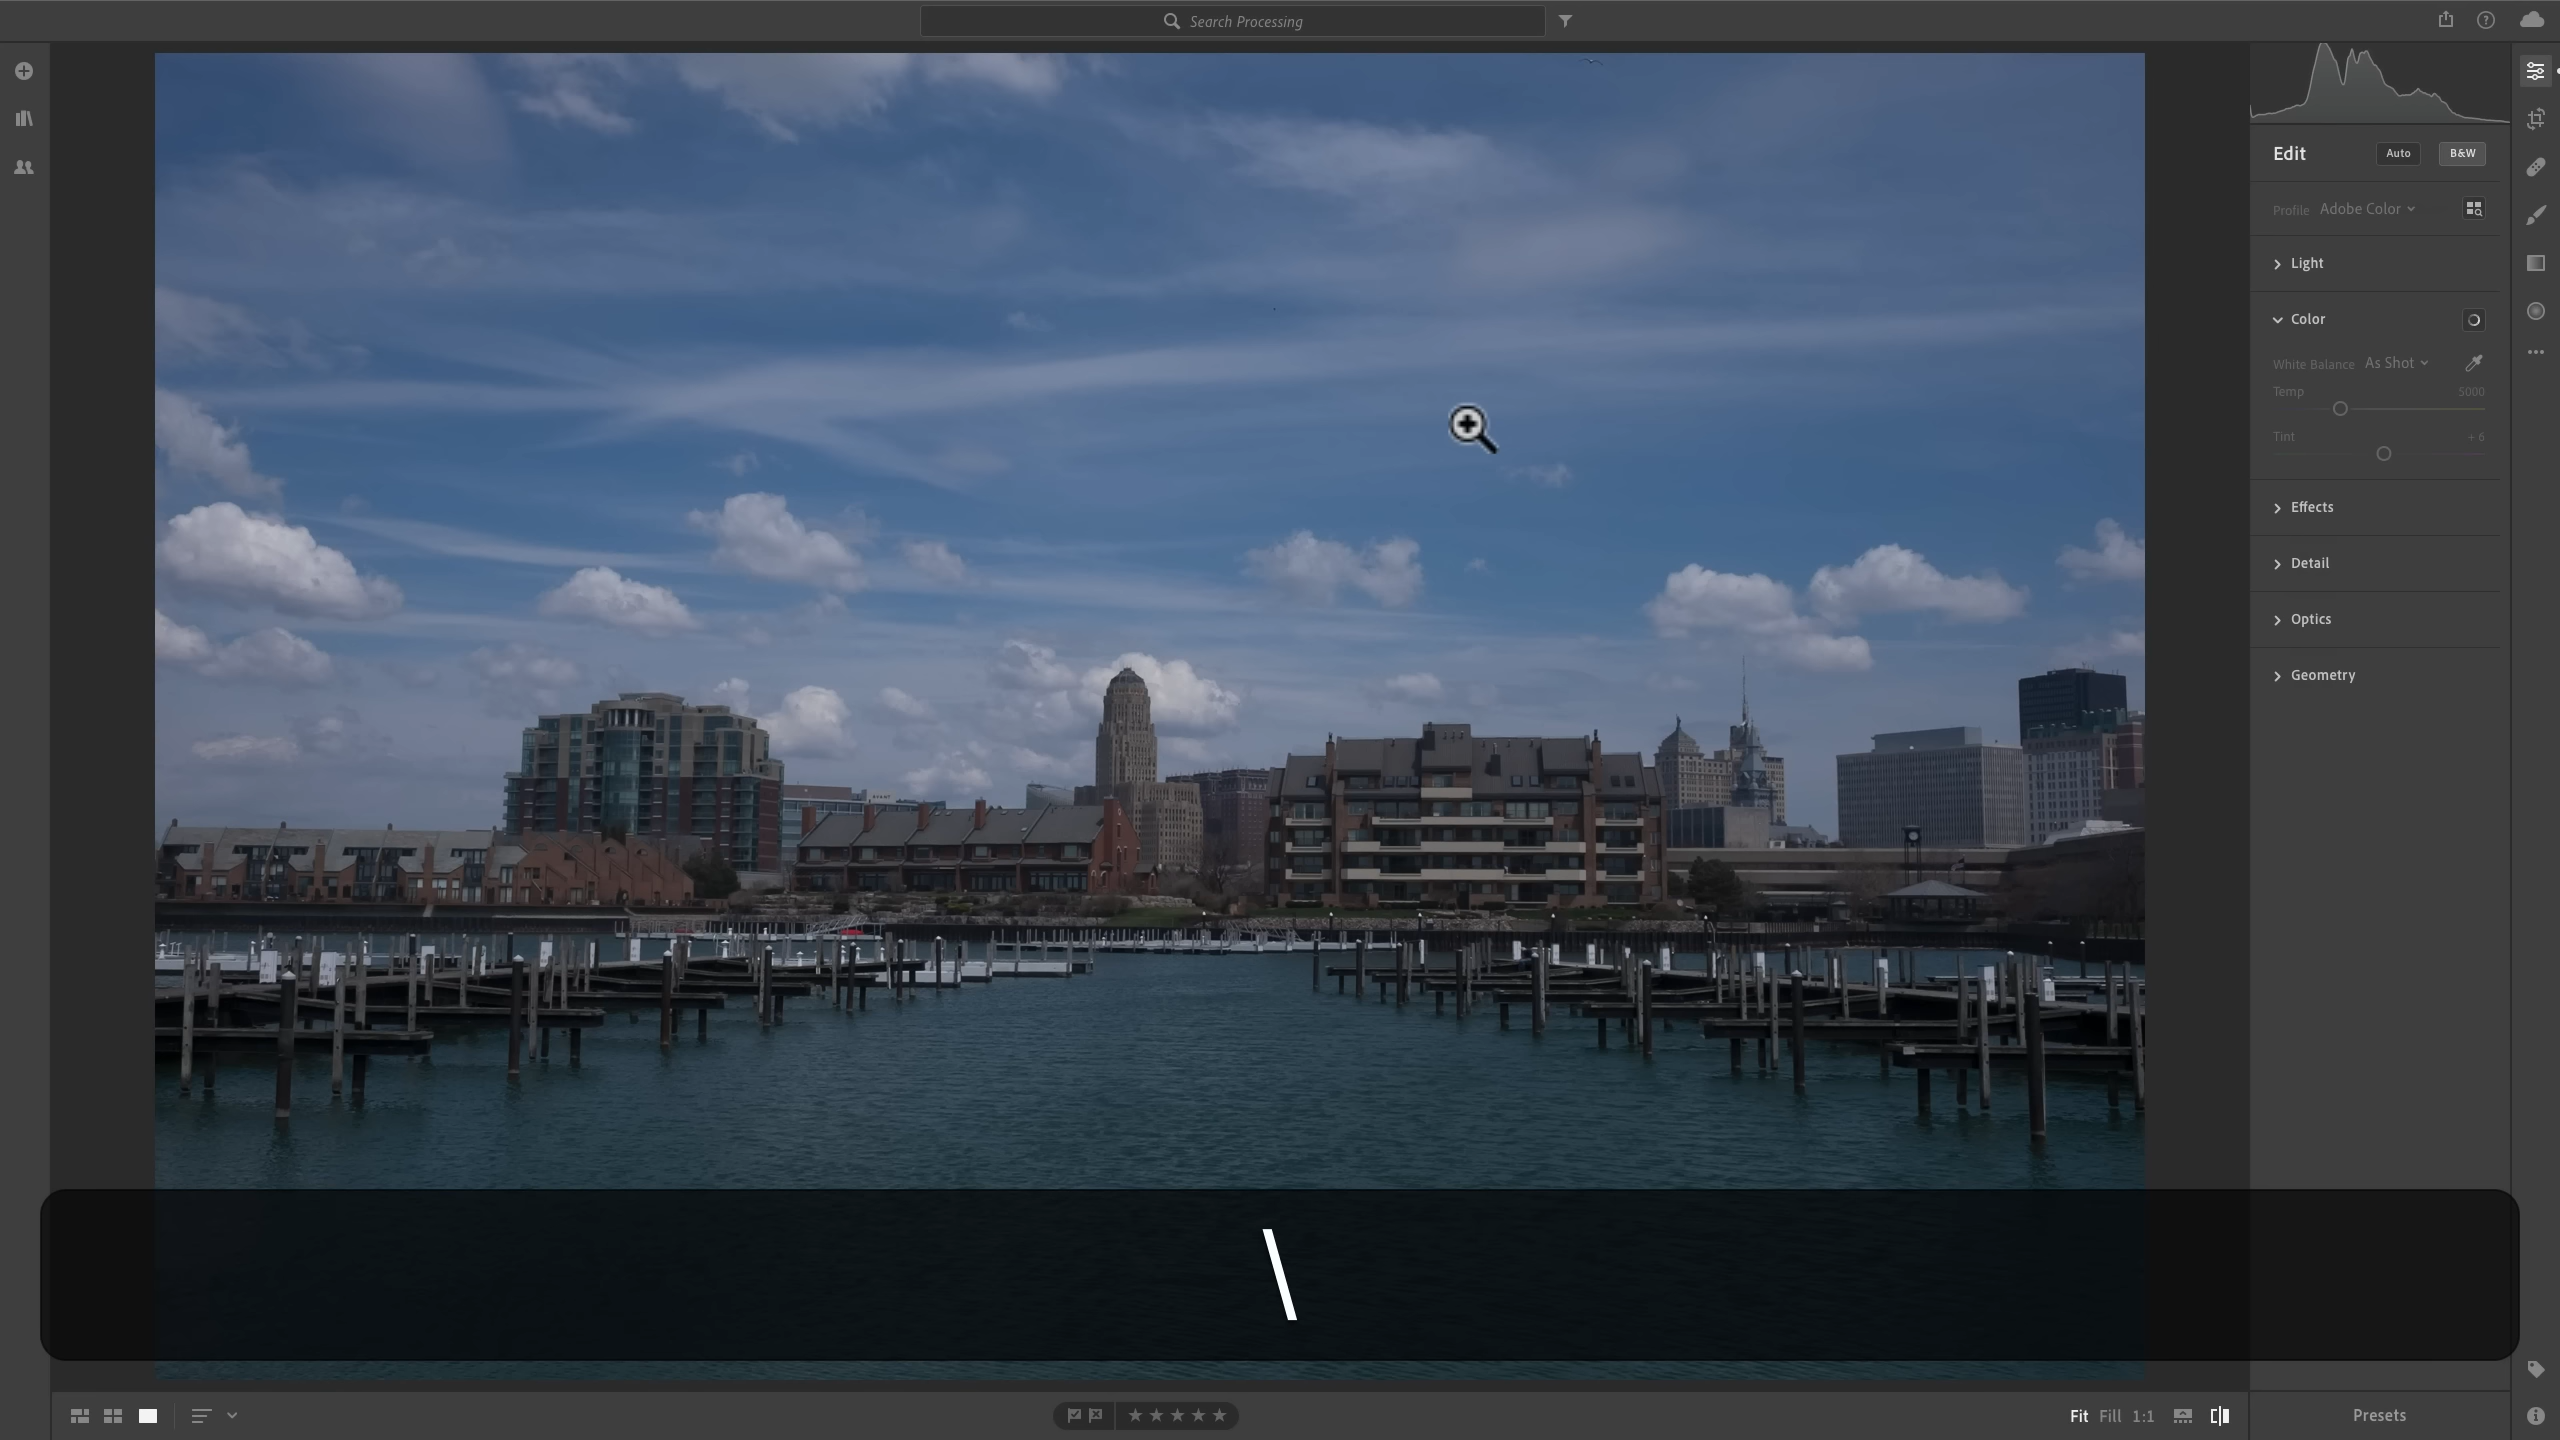 Search Processing
Edit
Auto
B&W
Profile Adobe Color
Light
Color
White Balance As Shot
Temp 5000
Tint + 6
Effects
Detail
Optics
Geometry
\
Fit Fill 1:1
Presets